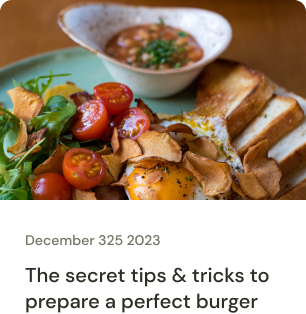 December 325 2023
The secret tips & tricks to
prepare a perfect burger